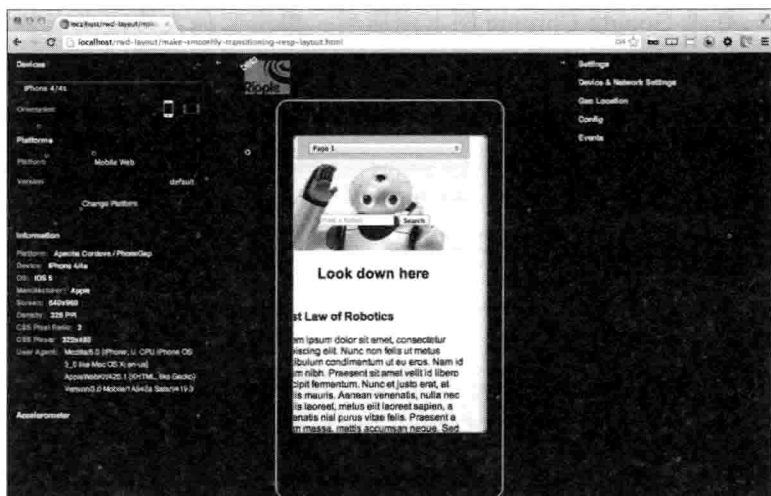 localhost/rwd-layout/make-smoothly-transitioning-resp-layout.html
Devices
iPhone 4/4s
Orientation:
Platforms
Platform: Mobile Web
Version: default
Change Platform
Information
Platform: Apache Cordova / PhoneGap
Device: iPhone 4/4s
OS: iOS 5
Manufacturer: Apple
Screen: 640x960
Density: 326 PPI
CSS Pixel Ratio: 2
User Agent:
Accelerometer
Ripple
Page 1
Search
Look down here
st Law of Robotics
em ipsum dolor sit amet, consectetur
piscing elit. Nunc non felis ut metus
ibulum condimentum ut eu eros. Nam id
m nibh. Praesent sit amet velit id libero
cipit fermentum. Nunc et justo erat, at
is mauris. Aenean venenatis, nulla nec
is laoreet, metus elit laoreet sapien, a
enatis nisl purus vitae felis. Praesent a
m massa, mattis accumsan neque. Sed
Settings
Device & Network Settings
Geo Location
Config
Events